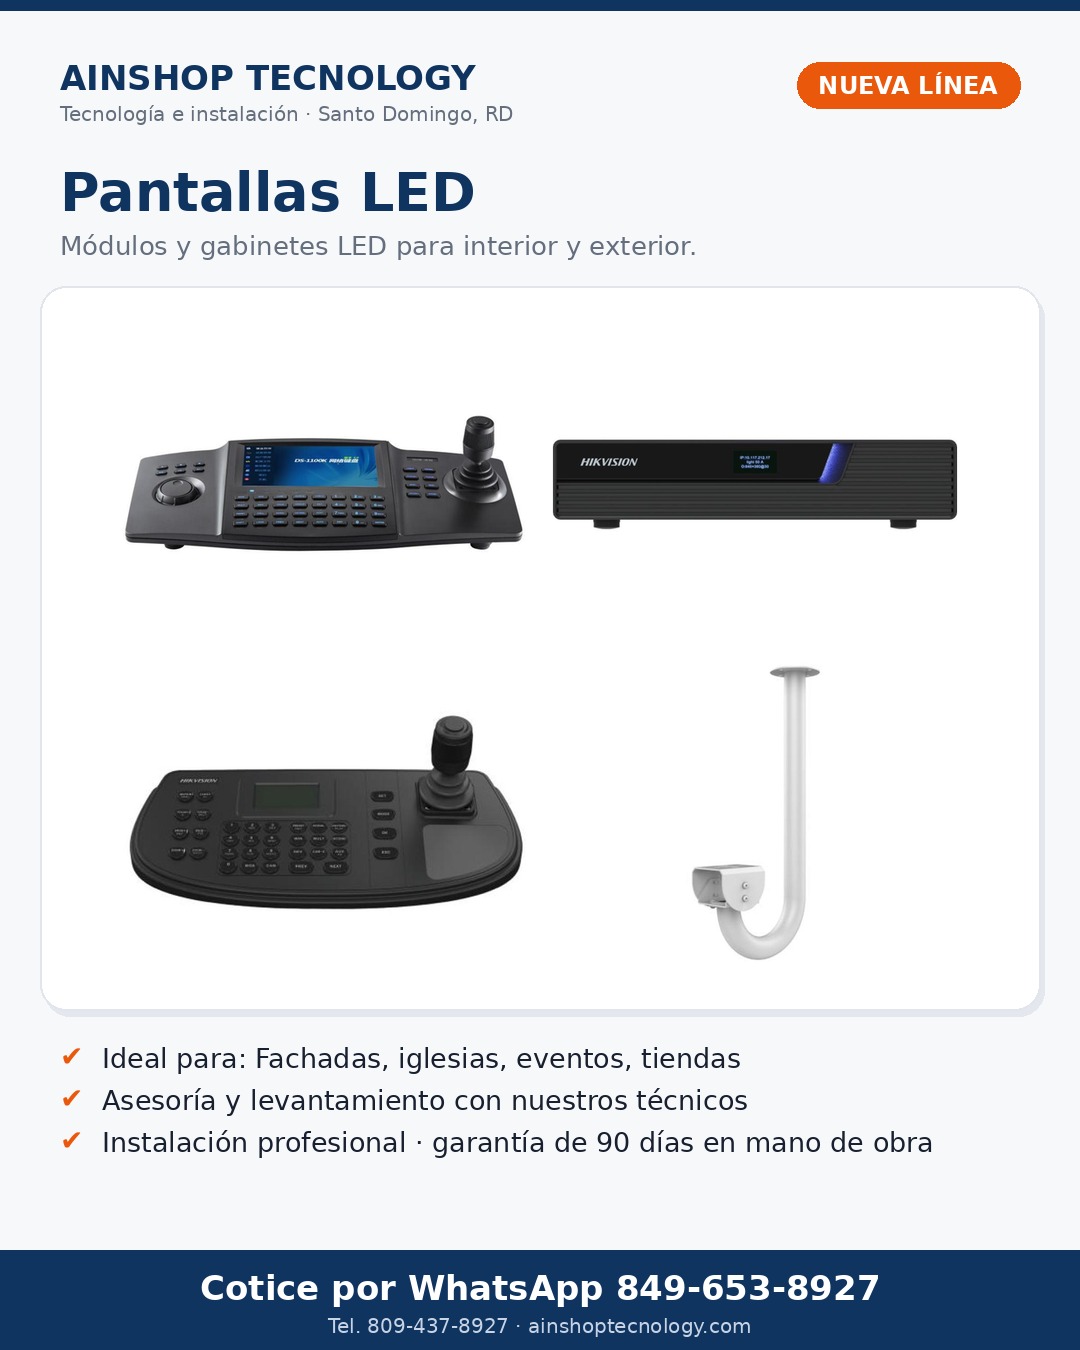 AINSHOP TECNOLOGY
NUEVA LÍNEA
Tecnología e instalación · Santo Domingo, RD
Pantallas LED
Módulos y gabinetes LED para interior y exterior.
DS-1100K
HIKVISION
HIKVISION
✔ Ideal para: Fachadas, iglesias, eventos, tiendas
✔ Asesoría y levantamiento con nuestros técnicos
✔ Instalación profesional · garantía de 90 días en mano de obra
Cotice por WhatsApp 849-653-8927
Tel. 809-437-8927 · ainshoptecnology.com